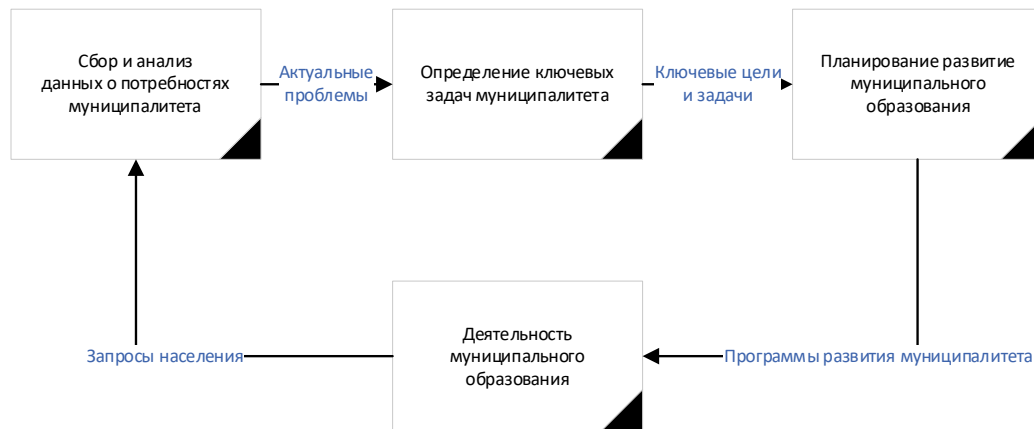 Сбор и анализ
данных о потребностях
муниципалитета
Актуальные
проблемы
Определение ключевых
задач муниципалитета
Ключевые цели
и задачи
Планирование развитие
муниципального
образования
Запросы населения
Деятельность
муниципального
образования
Программы развития муниципалитета